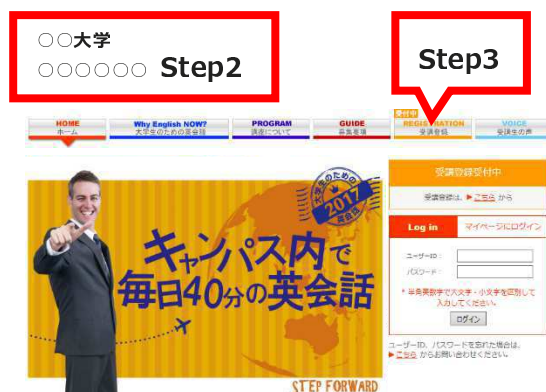 ○○大学
○○○○○○ Step2
Step3
受付中
HOME
ホーム
Why English NOW?
大学生のための英会話
PROGRAM
講座について
GUIDE
募集要項
REGISTRATION
受講登録
VOICE
受講生の声
大学生のための
2017
英会話
キャンパス内で
毎日40分の英会話
STEP FORWARD
受講登録受付中
受講登録は、▶こちら から
Log in
マイページにログイン
ユーザーID:
パスワード:
* 半角英数字で大文字・小文字を区別して
入力してください。
ログイン
ユーザーID、パスワードを忘れた場合は、
▶こちら からお問い合わせください。